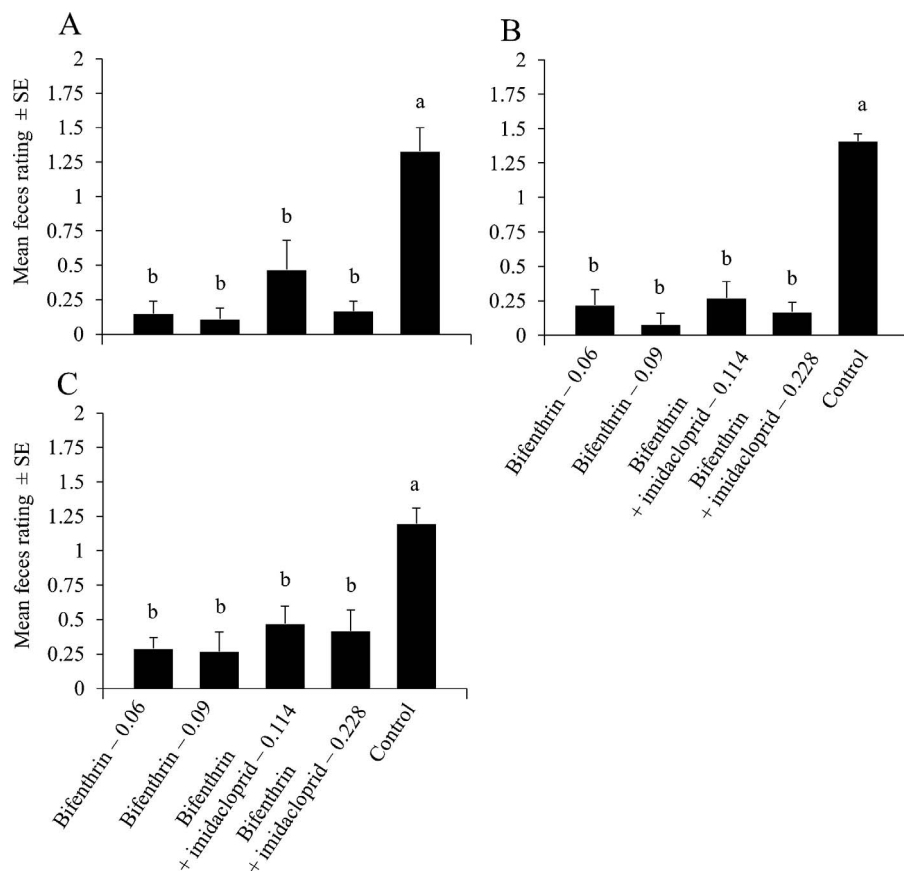 A
Mean feces rating ± SE
2
1.75
1.5
1.25
1
0.75
0.5
0.25
0
b
b
b
b
a
B
2
1.75
1.5
1.25
1
0.75
0.5
0.25
0
b
b
b
b
a
Bifenthrin – 0.06
Bifenthrin – 0.09
Bifenthrin
+ imidacloprid – 0.114
Bifenthrin
+ imidacloprid – 0.228
Control
C
Mean feces rating ± SE
2
1.75
1.5
1.25
1
0.75
0.5
0.25
0
b
b
b
b
a
Bifenthrin – 0.06
Bifenthrin – 0.09
Bifenthrin
+ imidacloprid – 0.114
Bifenthrin
+ imidacloprid – 0.228
Control